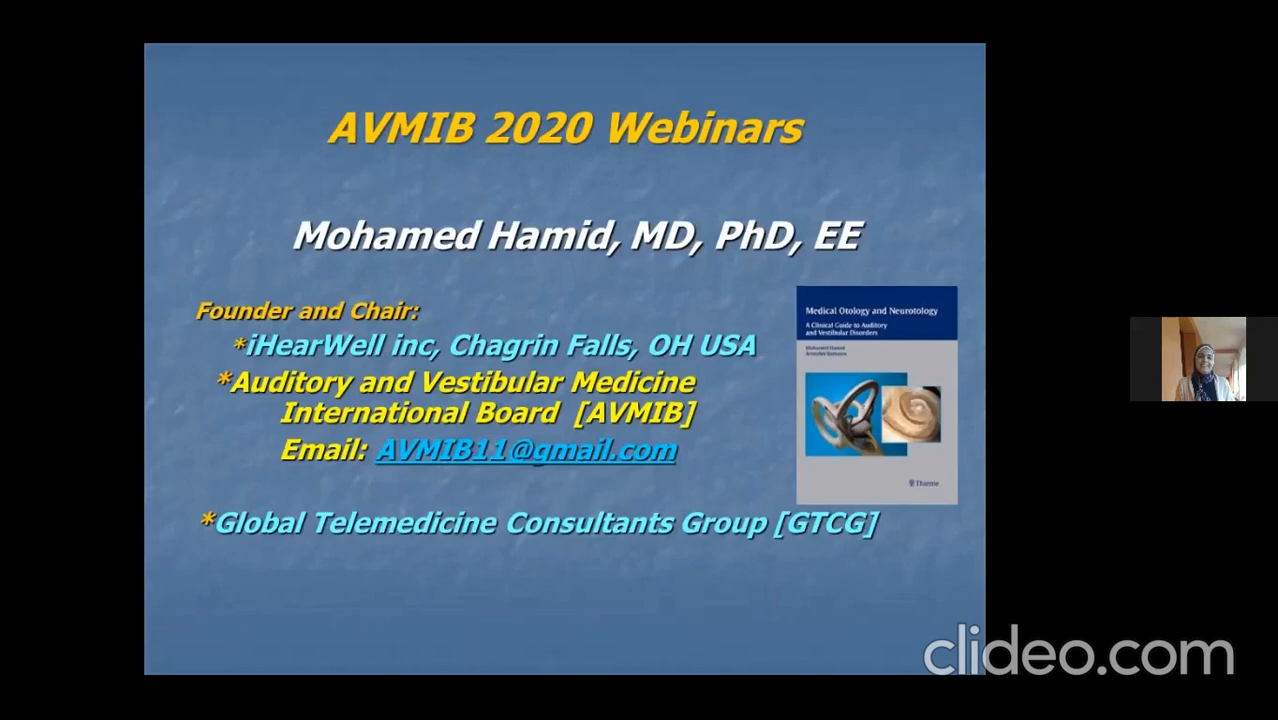 AVMIB 2020 Webinars
Mohamed Hamid, MD, PhD, EE
Founder and Chair:
*iHearWell inc, Chagrin Falls, OH USA
*Auditory and Vestibular Medicine
International Board [AVMIB]
Email: AVMIB11@gmail.com
*Global Telemedicine Consultants Group [GTCG]
Medical Otology and Neurotology
A Clinical Guide to Auditory
and Vestibular Disorders
Mohamed Hamid
Thieme
clideo.com